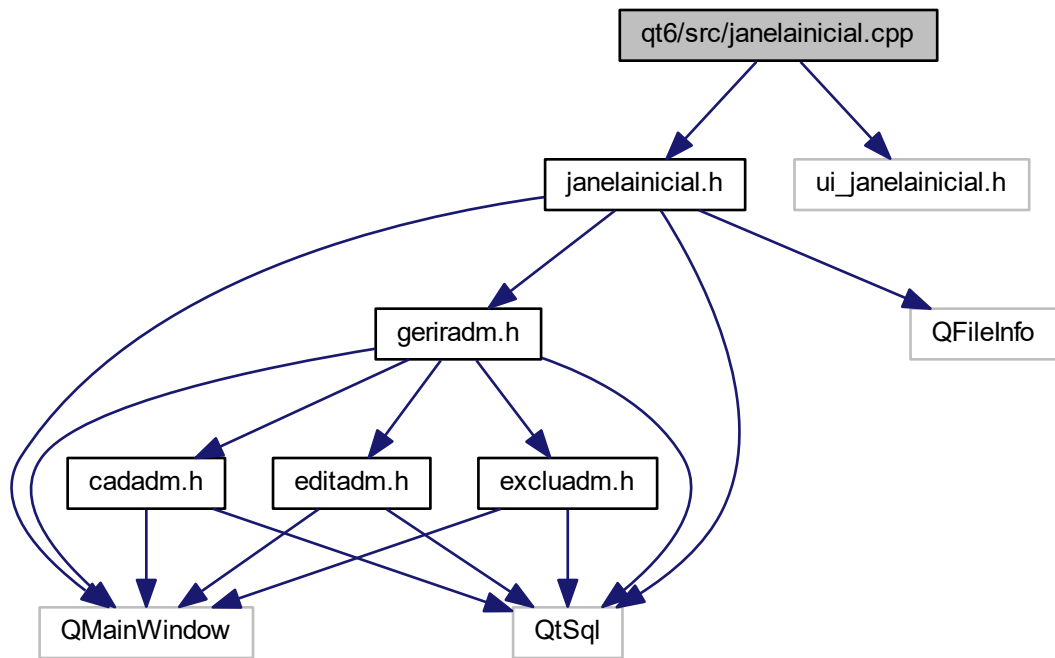 qt6/src/janelainicial.cpp
janelainicial.h
ui_janelainicial.h
geriradm.h
QFileInfo
cadadm.h
editadm.h
excluadm.h
QMainWindow
QtSql